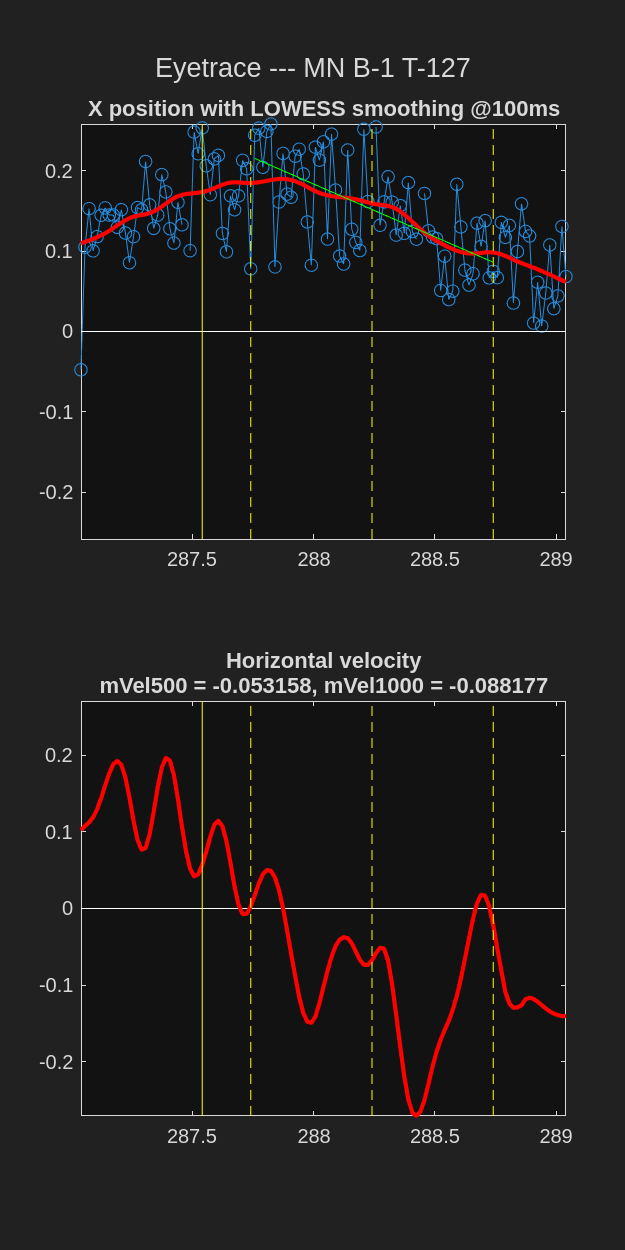 Eyetrace --- MN B-1 T-127
X position with LOWESS smoothing @100ms
0.2
0.1
0
-0.1
-0.2
287.5 288 288.5 289
Horizontal velocity
mVel500 = -0.053158, mVel1000 = -0.088177
0.2
0.1
0
-0.1
-0.2
287.5 288 288.5 289